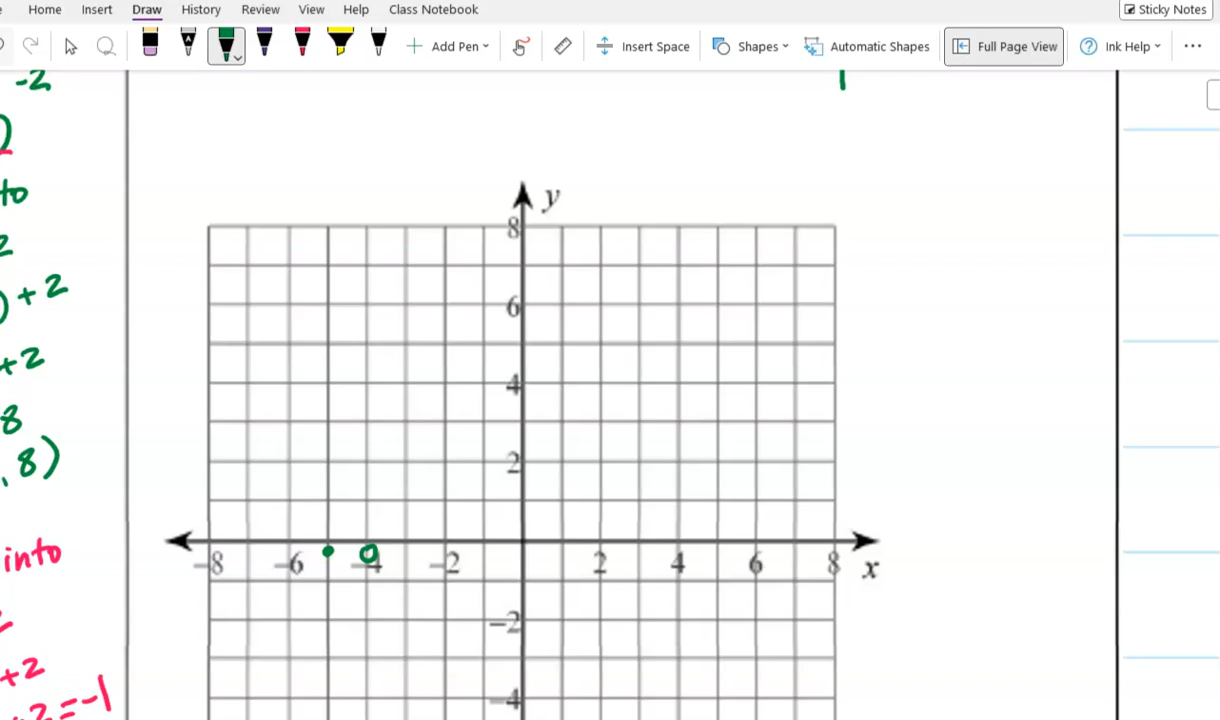 Home Insert Draw History Review View Help Class Notebook
Sticky Notes
Add Pen Insert Space Shapes Automatic Shapes Full Page View Ink Help
-2
to
) +2
+2
8
, 8)
into
+2
+2=-1
y
8
6
4
2
-8 -6 -4 -2 2 4 6 8 x
-2
-4